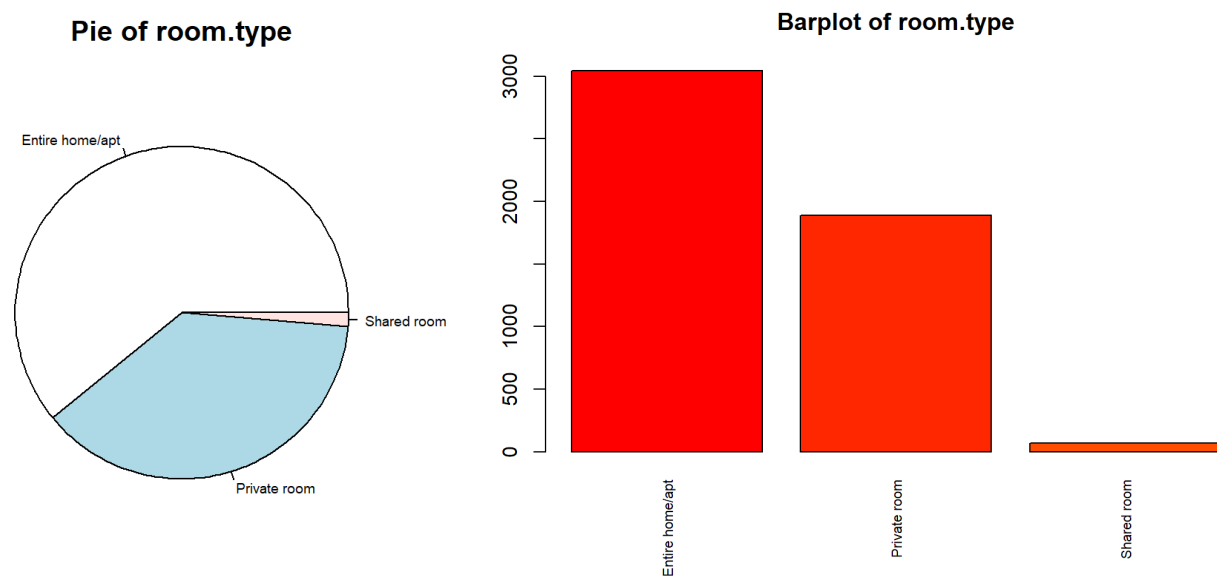 Pie of room.type
Entire home/apt
Shared room
Private room
Barplot of room.type
3000
2000
1000
500
0
Entire home/apt
Private room
Shared room